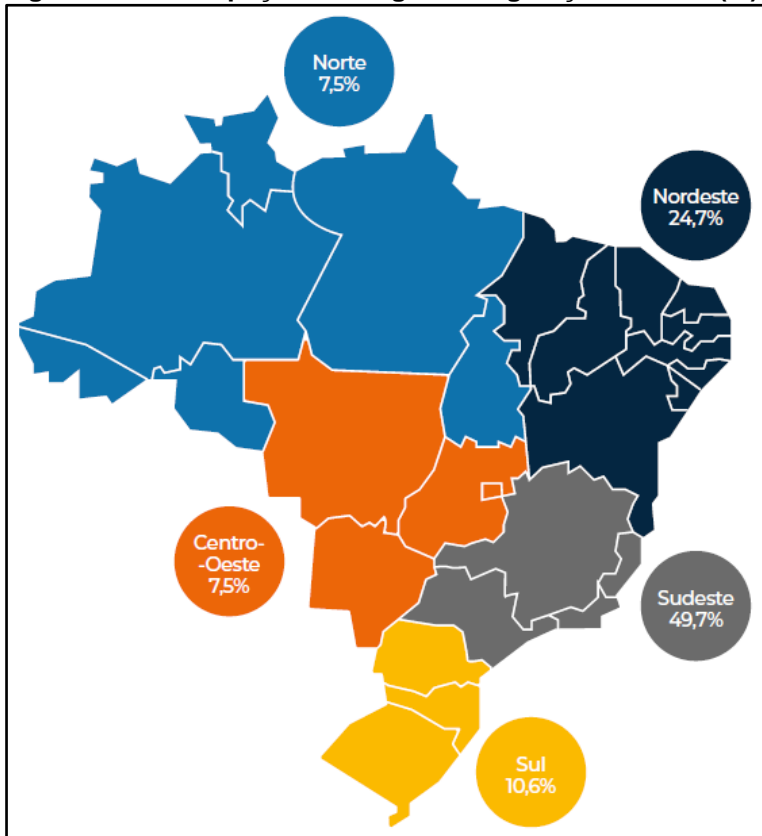 Norte
7,5%
Nordeste
24,7%
Centro-
-Oeste
7,5%
Sudeste
49,7%
Sul
10,6%